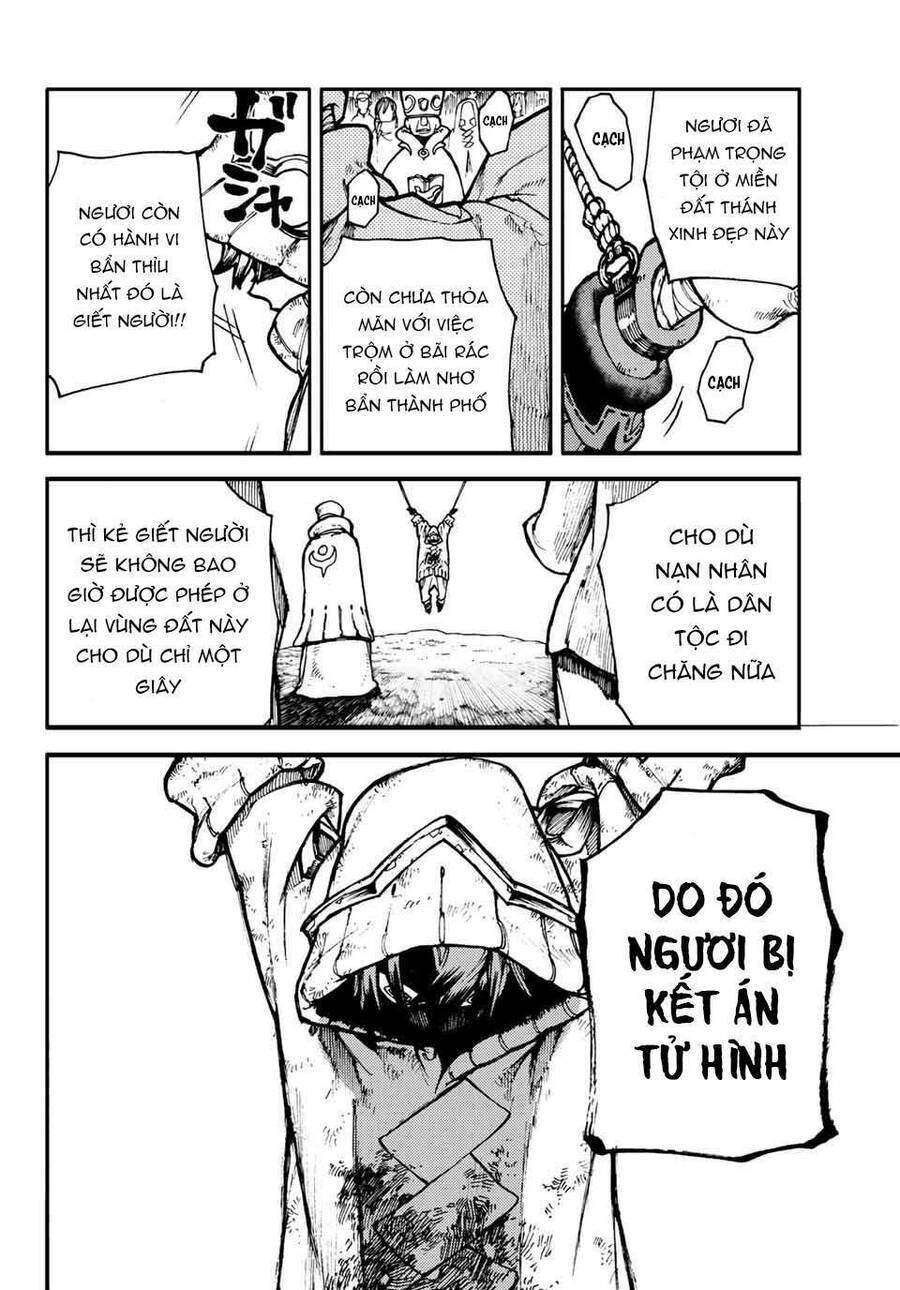 NGƯƠI ĐÃ
PHẠM TRỌNG
TỘI Ở MIỀN
ĐẤT THÁNH
XINH ĐẸP NÀY
CẠCH
CẠCH
CẠCH
CẠCH
CÒN CHƯA THỎA
MÃN VỚI VIỆC
TRỘM Ở BÃI RÁC
RỒI LÀM NHƠ
BẨN THÀNH PHỐ
ガシャ
NGƯƠI CÒN
CÓ HÀNH VI
BẨN THỈU
NHẤT ĐÓ LÀ
GIẾT NGƯỜI!!
CHO DÙ
NẠN NHÂN
CÓ LÀ DÂN
TỘC ĐI
CHĂNG NỮA
THÌ KẺ GIẾT NGƯỜI
SẼ KHÔNG BAO
GIỜ ĐƯỢC PHÉP Ở
LẠI VÙNG ĐẤT NÀY
CHO DÙ CHỈ MỘT
GIÂY
DO ĐÓ
NGƯƠI BỊ
KẾT ÁN
TỬ HÌNH